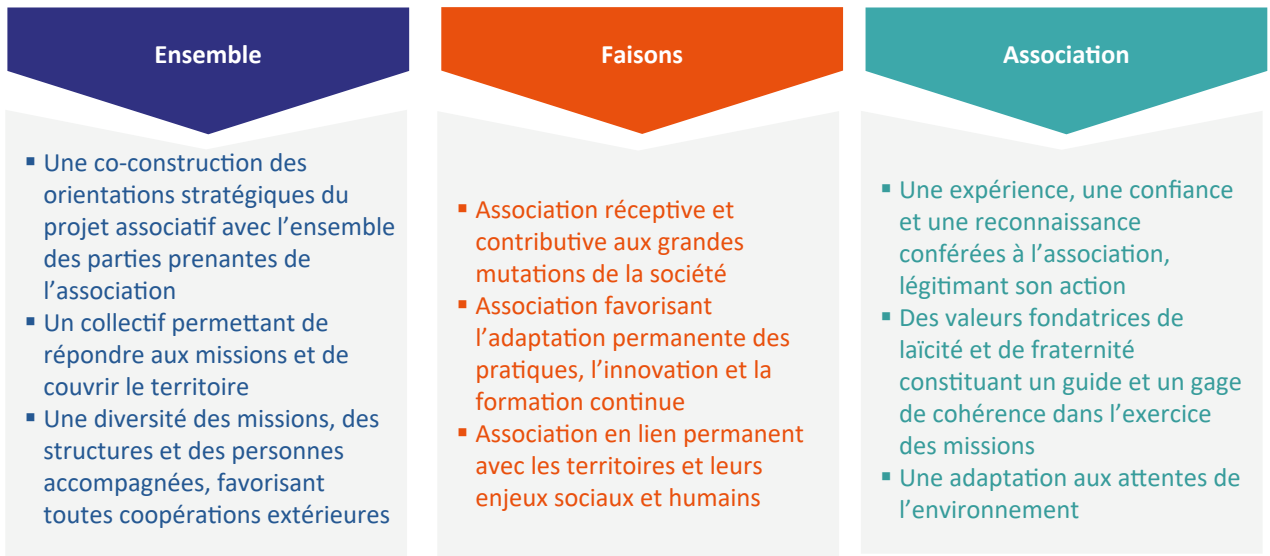 Ensemble
▪ Une co-construction des
orientations stratégiques du
projet associatif avec l’ensemble
des parties prenantes de
l’association
▪ Un collectif permettant de
répondre aux missions et de
couvrir le territoire
▪ Une diversité des missions, des
structures et des personnes
accompagnées, favorisant
toutes coopérations extérieures
Faisons
▪ Association réceptive et
contributive aux grandes
mutations de la société
▪ Association favorisant
l’adaptation permanente des
pratiques, l’innovation et la
formation continue
▪ Association en lien permanent
avec les territoires et leurs
enjeux sociaux et humains
Association
▪ Une expérience, une confiance
et une reconnaissance
conférées à l’association,
légitimant son action
▪ Des valeurs fondatrices de
laïcité et de fraternité
constituant un guide et un gage
de cohérence dans l’exercice
des missions
▪ Une adaptation aux attentes de
l’environnement